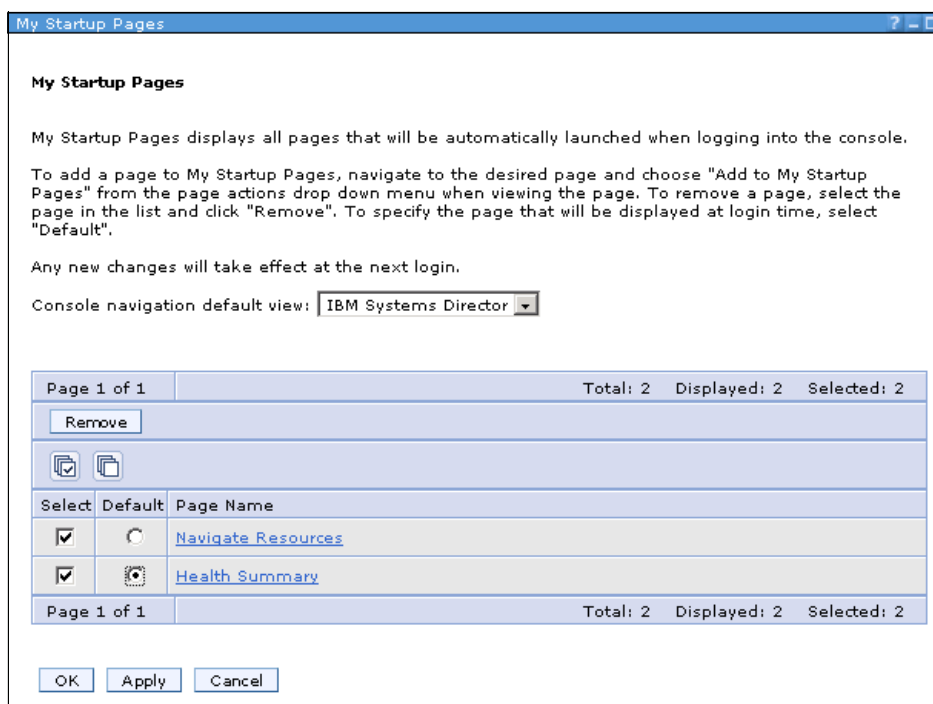 My Startup Pages ?
My Startup Pages
My Startup Pages displays all pages that will be automatically launched when logging into the console.
To add a page to My Startup Pages, navigate to the desired page and choose "Add to My Startup
Pages" from the page actions drop down menu when viewing the page. To remove a page, select the
page in the list and click "Remove". To specify the page that will be displayed at login time, select
"Default".
Any new changes will take effect at the next login.
Console navigation default view: IBM Systems Director
Page 1 of 1 Total: 2 Displayed: 2 Selected: 2
Remove
Select Default Page Name
Navigate Resources
Health Summary
Page 1 of 1 Total: 2 Displayed: 2 Selected: 2
OK Apply Cancel